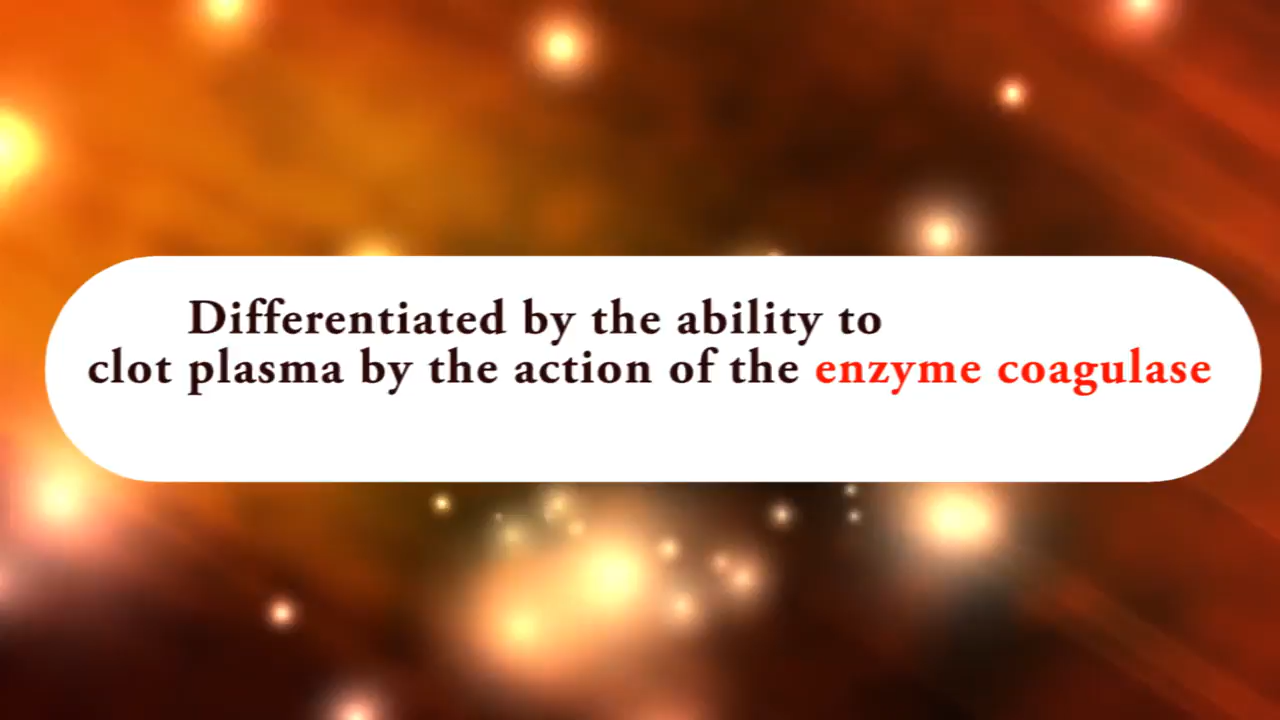 Differentiated by the ability to
clot plasma by the action of the enzyme coagulase